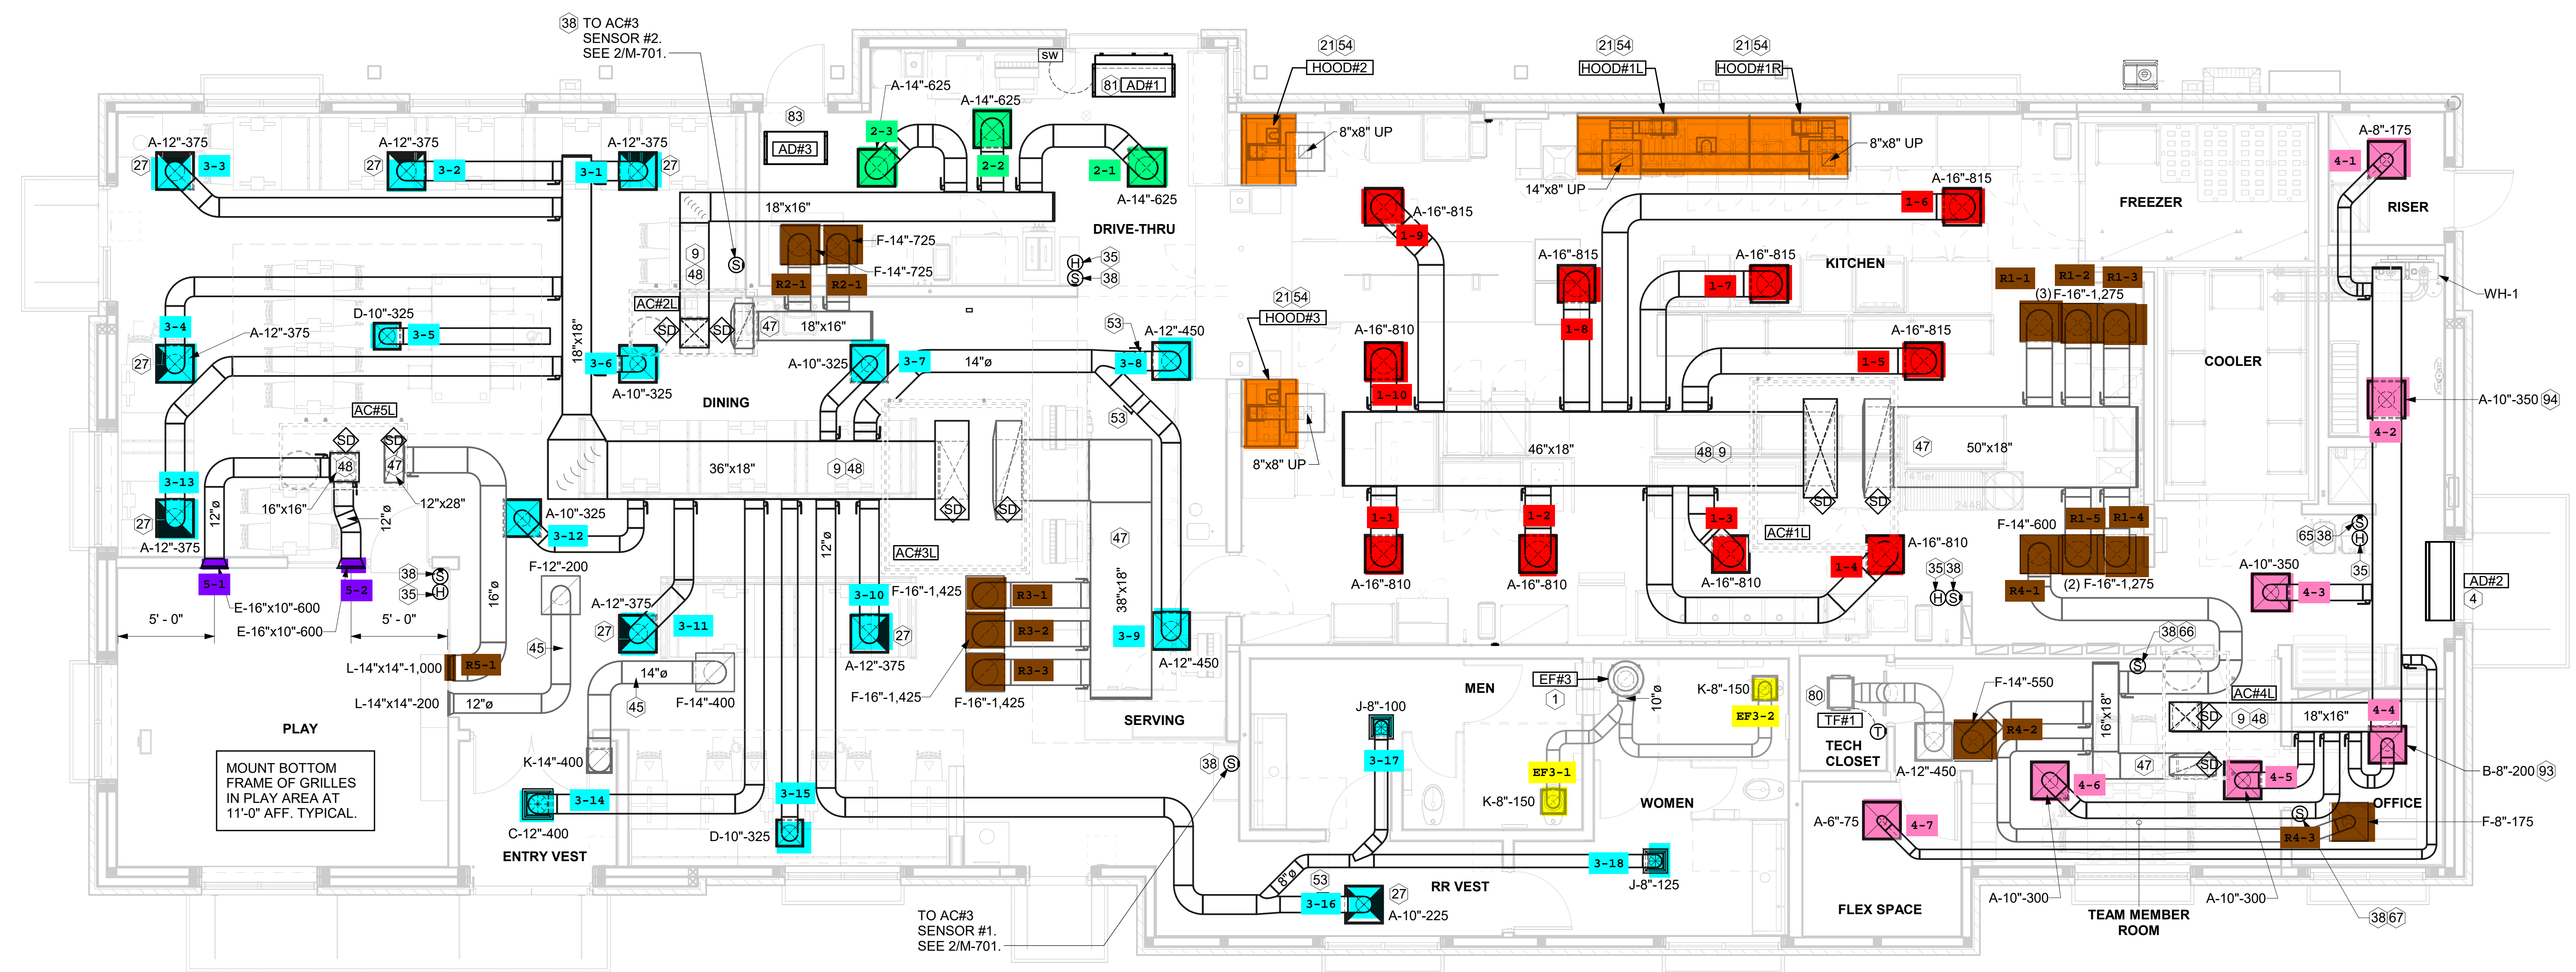 38 TO AC#3
SENSOR #2.
SEE 2/M-701.
A-14"-625
A-14"-625
SW
81 AD#1
21 54
HOOD#2
21 54
HOOD#1L
21 54
HOOD#1R
83
AD#3
2-3
2-2
2-1
A-14"-625
8"x8" UP
14"x8" UP
8"x8" UP
A-12"-375
27
3-3
A-12"-375
27
3-2
A-12"-375
3-1
27
18"x16"
DRIVE-THRU
A-16"-815
1-9
1-6
A-16"-815
FREEZER
A-8"-175
4-1
RISER
F-14"-725
F-14"-725
R2-1
R2-1
9
48
S
H
35
S
38
AC#2L
SD
SD
47
18"x16"
21 54
HOOD#3
8"x8" UP
A-16"-815
1-8
A-16"-815
1-7
KITCHEN
R1-1
R1-2
R1-3
(3) F-16"-1,275
WH-1
3-4
A-12"-375
27
D-10"-325
3-5
18"x18"
3-6
A-10"-325
A-10"-325
3-7
14"ø
53
3-8
A-12"-450
53
A-16"-810
1-10
A-16"-815
1-5
COOLER
A-10"-350 94
4-2
DINING
AC#5L
SD
SD
48
47
16"x16"
12"x28"
12"ø
12"ø
3-13
27
A-12"-375
36"x18"
9 48
SD
SD
46"x18"
48 9
47
50"x18"
SD
SD
A-10"-325
3-12
12"ø
AC#3L
47
38"x18"
1-1
A-16"-810
1-2
A-16"-810
1-3
A-16"-810
AC#1L
1-4
A-16"-810
F-14"-600
R1-5
R1-4
R4-1
(2) F-16"-1,275
4Tier
2448
65 38
S
H
35
35 38
H S
5-1
5-2
38
S
35
H
E-16"x10"-600
E-16"x10"-600
5' - 0"
5' - 0"
16"ø
F-12"-200
45
A-12"-375
27
3-11
3-10
27
A-12"-375
F-16"-1,425
R3-1
R3-2
R3-3
F-16"-1,425
F-16"-1,425
3-9
A-12"-450
A-10"-350
4-3
AD#2
4
L-14"x14"-1,000
R5-1
L-14"x14"-200
12"ø
14"ø
45
F-14"-400
K-14"-400
PLAY
MOUNT BOTTOM
FRAME OF GRILLES
IN PLAY AREA AT
11'-0" AFF. TYPICAL.
SERVING
MEN
EF#3
1
10"ø
K-8"-150
EF3-2
EF3-1
K-8"-150
WOMEN
80
TF#1
T
TECH
CLOSET
A-12"-450
F-14"-550
R4-2
38 66
S
16"x18"
AC#4L
SD
9 48
18"x16"
4-4
47
SD
B-8"-200 93
J-8"-100
3-17
38
S
3-14
C-12"-400
3-15
D-10"-325
ENTRY VEST
4-6
4-5
S
OFFICE
A-6"-75
4-7
R4-3
F-8"-175
3-18
J-8"-125
8"ø
53
3-16
27
A-10"-225
RR VEST
FLEX SPACE
A-10"-300
TEAM MEMBER
ROOM
A-10"-300
38 67
TO AC#3
SENSOR #1.
SEE 2/M-701.